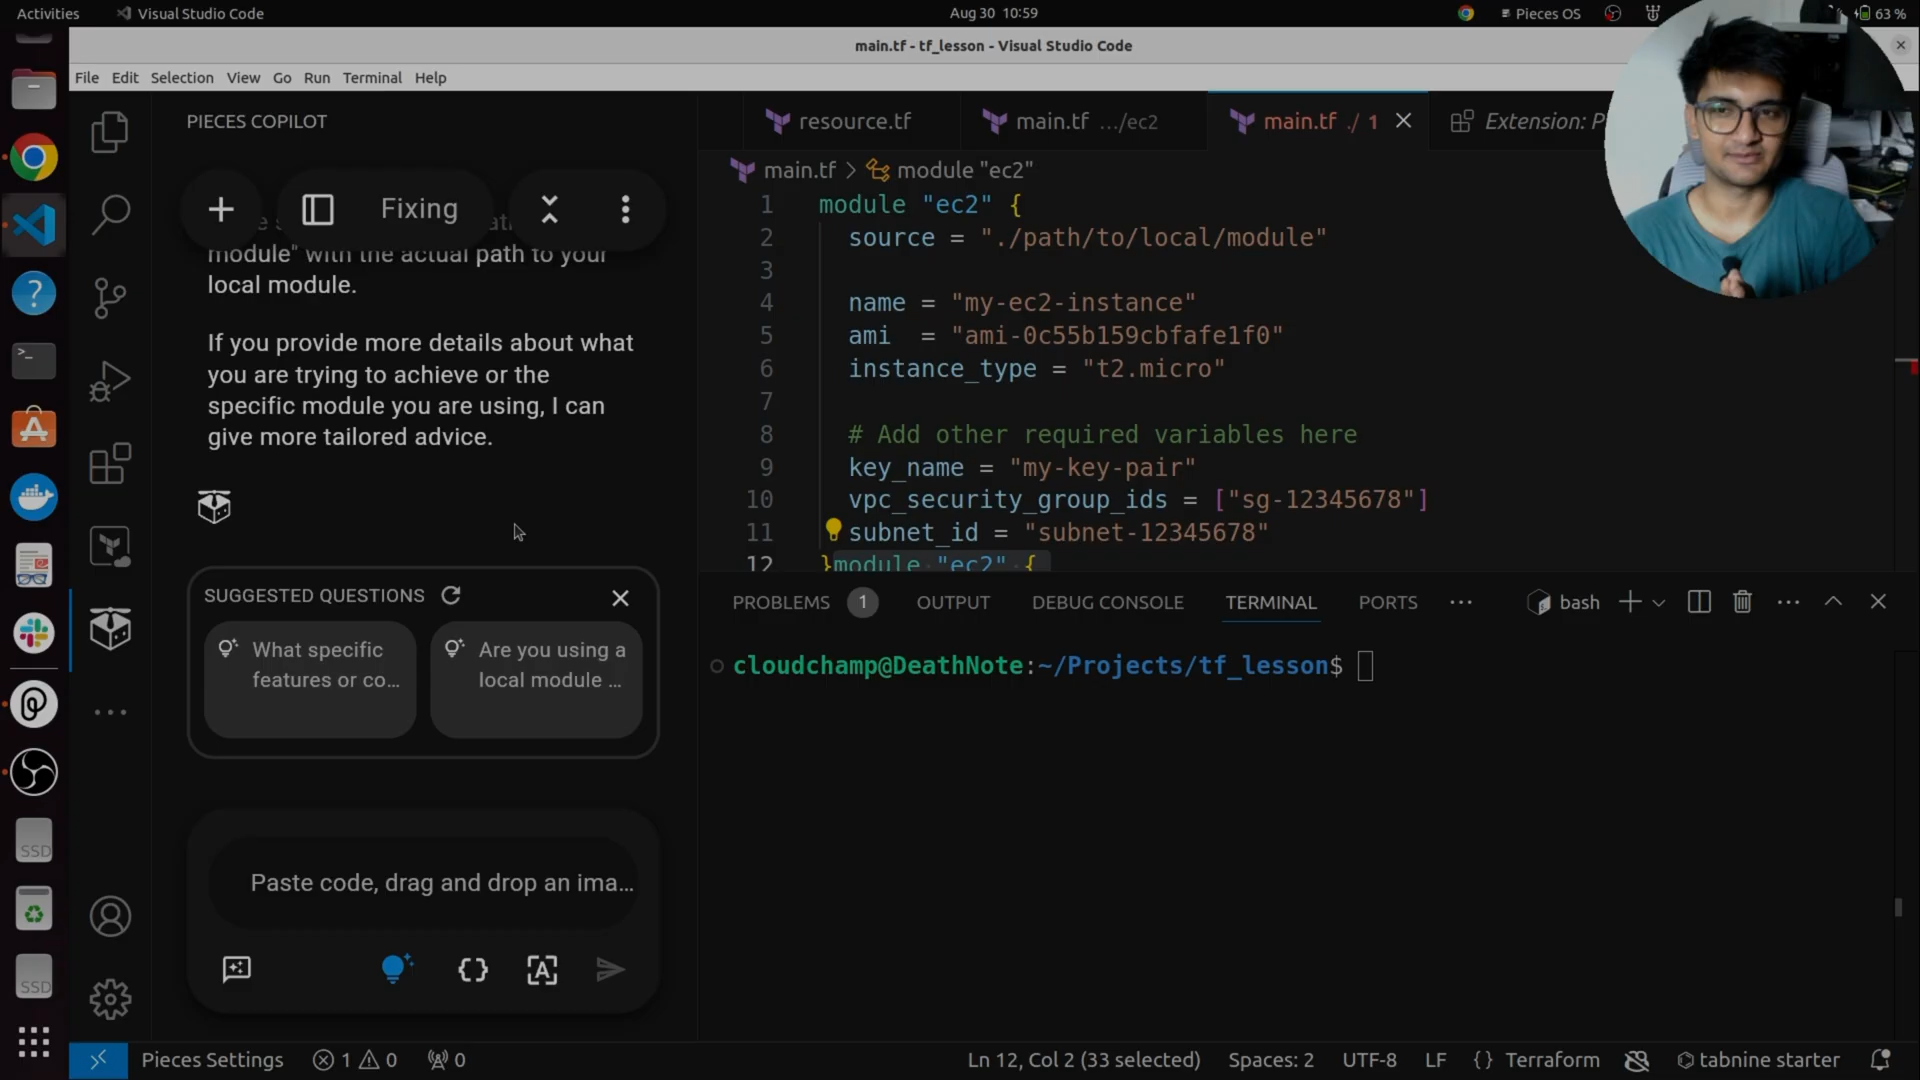 Activities
Visual Studio Code
Aug 30 10:59
Pieces OS
63 %
main.tf - tf_lesson - Visual Studio Code
File Edit Selection View Go Run Terminal Help
PIECES COPILOT
Fixing
module" with the actual path to your
local module.
If you provide more details about what
you are trying to achieve or the
specific module you are using, I can
give more tailored advice.
SUGGESTED QUESTIONS
What specific
features or co...
Are you using a
local module ...
Paste code, drag and drop an ima...
resource.tf
main.tf .../ec2
main.tf ./ 1
Extension: P
main.tf > module "ec2"
1 module "ec2" {
2 source = "./path/to/local/module"
3
4 name = "my-ec2-instance"
5 ami = "ami-0c55b159cbfafe1f0"
6 instance_type = "t2.micro"
7
8 # Add other required variables here
9 key_name = "my-key-pair"
10 vpc_security_group_ids = ["sg-12345678"]
11 subnet_id = "subnet-12345678"
12 }module "ec2" {
PROBLEMS 1 OUTPUT DEBUG CONSOLE TERMINAL PORTS ... bash
cloudchamp@DeathNote:~/Projects/tf_lesson$
SSD
SSD
Pieces Settings 1 0 0
Ln 12, Col 2 (33 selected) Spaces: 2 UTF-8 LF {} Terraform tabnine starter